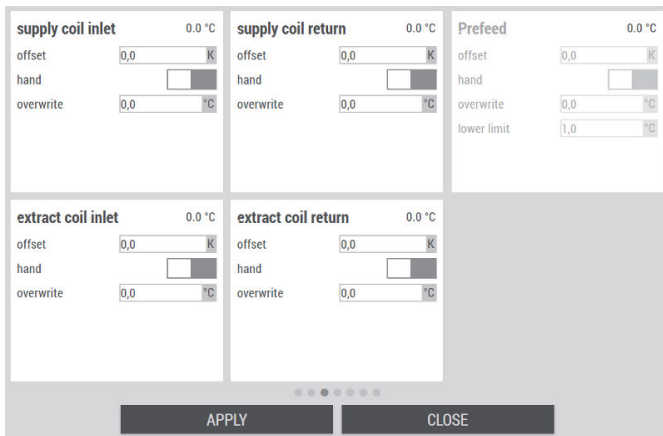 supply coil inlet 0.0 °C
offset 0,0 K
hand
overwrite 0,0 °C
supply coil return 0.0 °C
offset 0,0 K
hand
overwrite 0,0 °C
Prefeed 0.0 °C
offset 0,0 K
hand
overwrite 0,0 °C
lower limit 1,0 °C
extract coil inlet 0.0 °C
offset 0,0 K
hand
overwrite 0,0 °C
extract coil return 0.0 °C
offset 0,0 K
hand
overwrite 0,0 °C
APPLY CLOSE